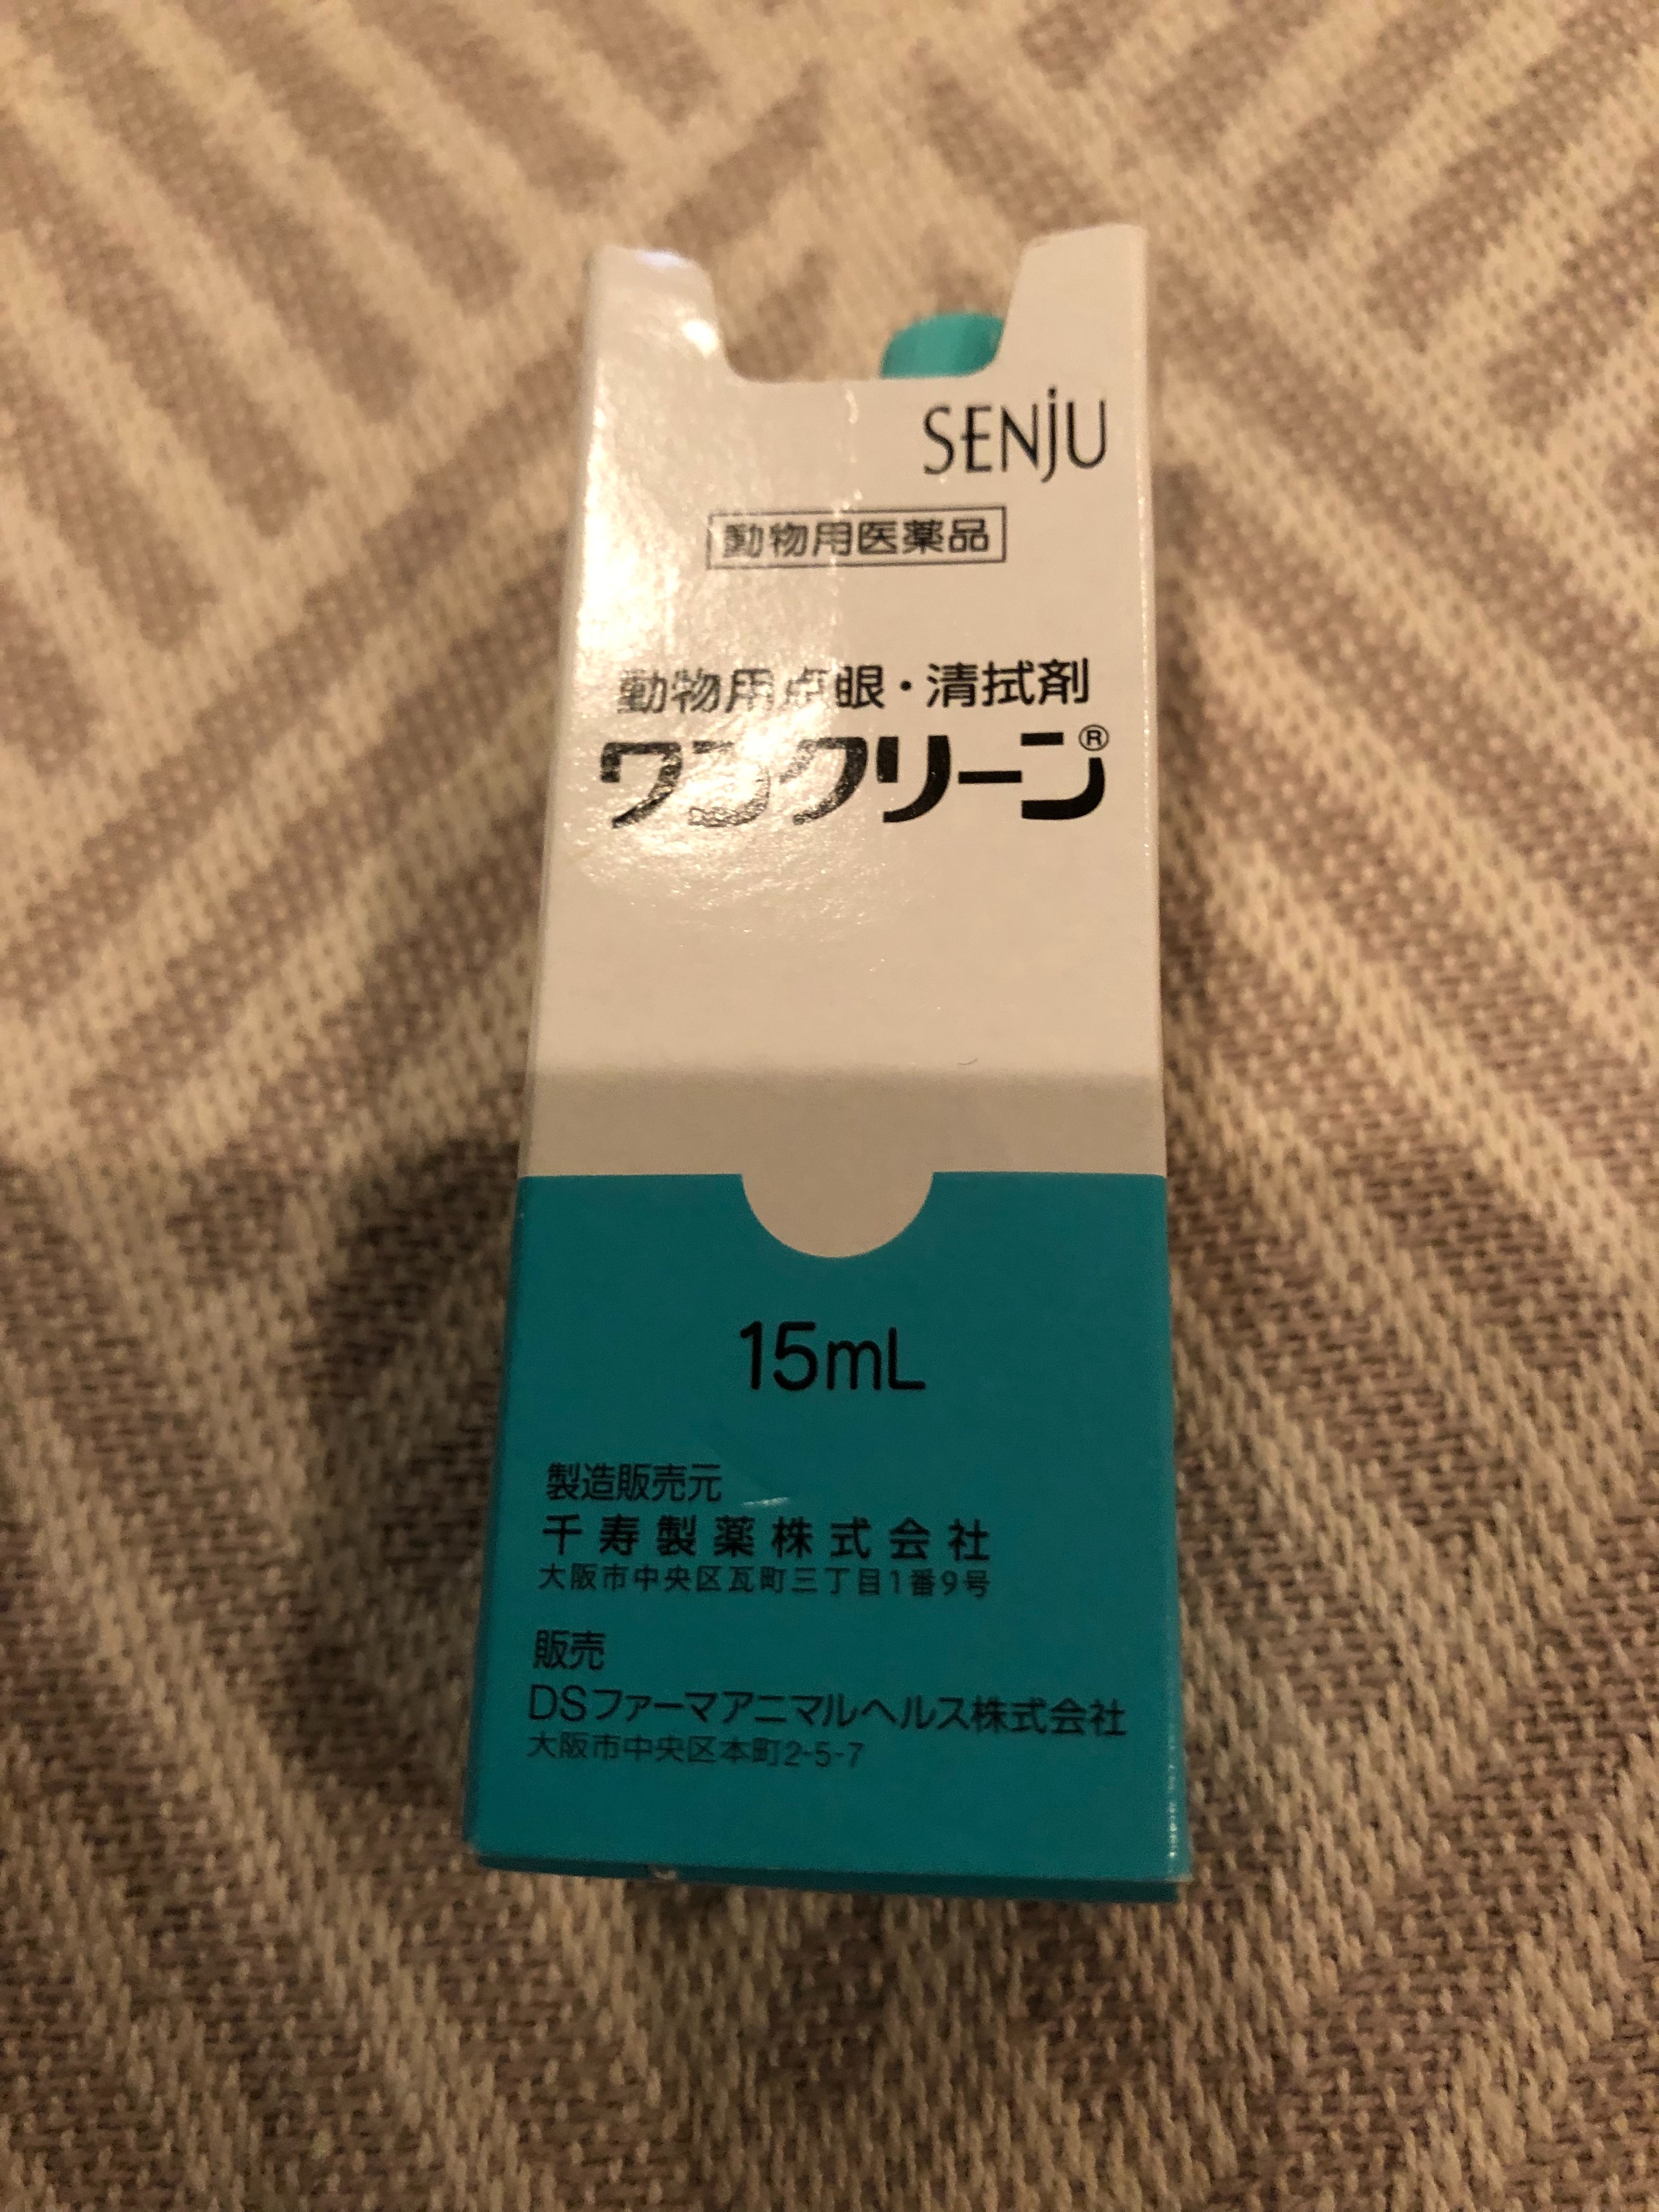 SENJU
動物用医薬品
動物用点眼・清拭剤
ワンクリーン®
15mL
製造販売元
千寿製薬株式会社
大阪市中央区瓦町三丁目1番9号
販売
DSファーマアニマルヘルス株式会社
大阪市中央区本町2-5-7